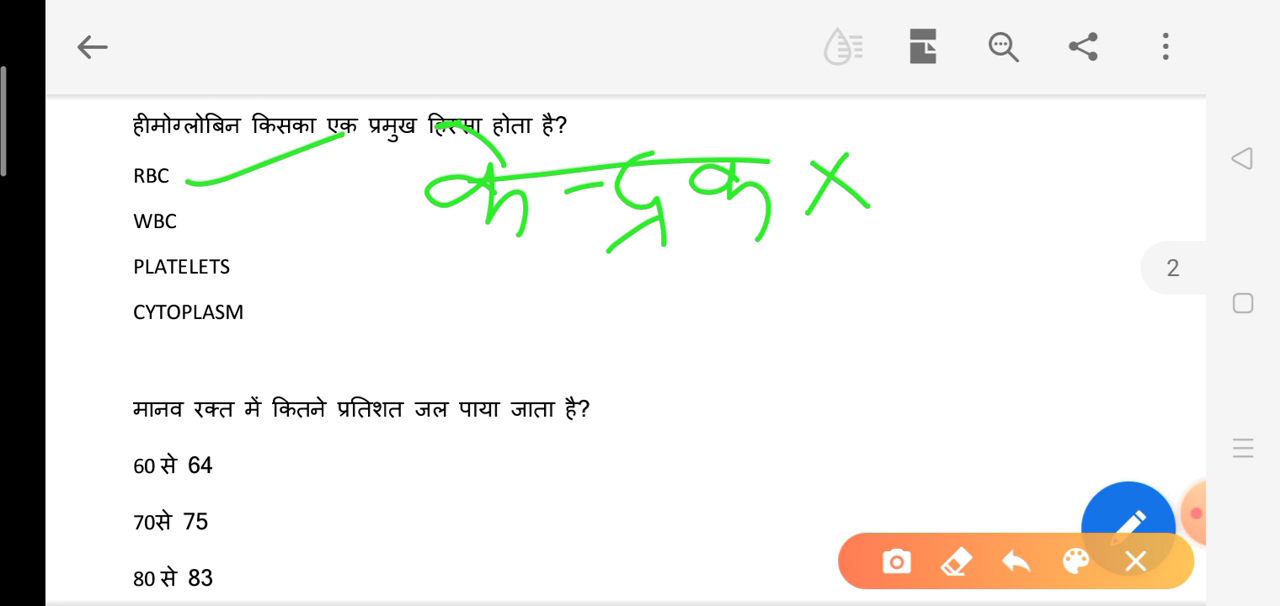 हीमोग्लोबिन किसका एक प्रमुख हिस्सा होता है?
RBC
केन्द्रक X
WBC
PLATELETS
2
CYTOPLASM
मानव रक्त में कितने प्रतिशत जल पाया जाता है?
60 से 64
70से 75
80 से 83